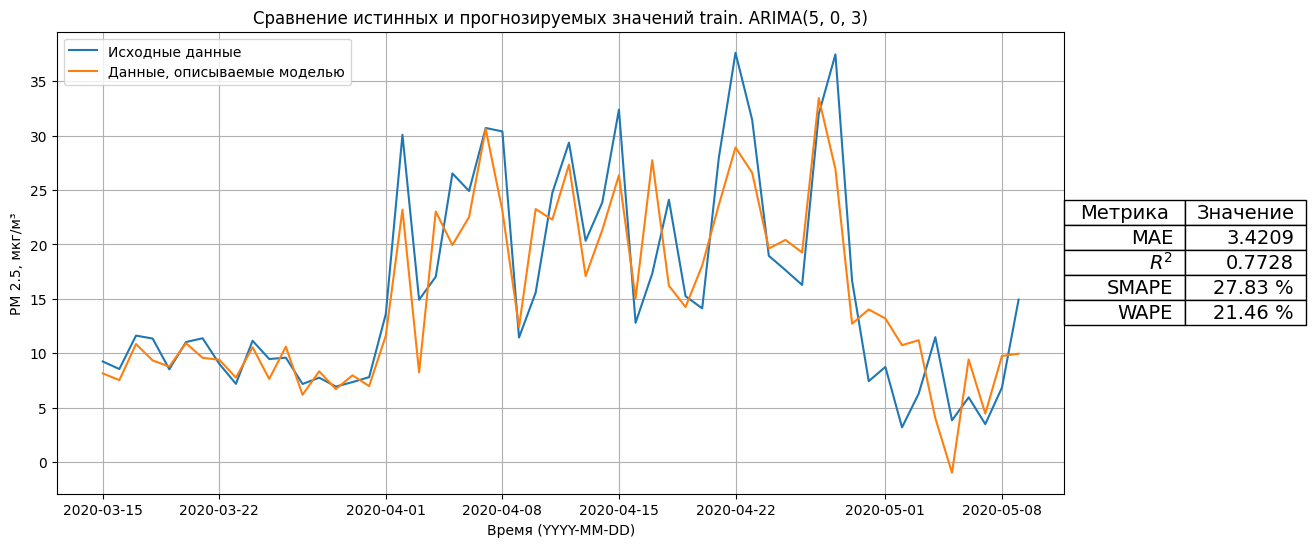 Сравнение истинных и прогнозируемых значений train. ARIMA(5, 0, 3)
Исходные данные
Данные, описываемые моделью
PM 2.5, мкг/м³
35
30
25
20
15
10
5
0
2020-03-15 2020-03-22 2020-04-01 2020-04-08 2020-04-15 2020-04-22 2020-05-01 2020-05-08
Время (YYYY-MM-DD)
Метрика Значение
MAE 3.4209
R² 0.7728
SMAPE 27.83 %
WAPE 21.46 %